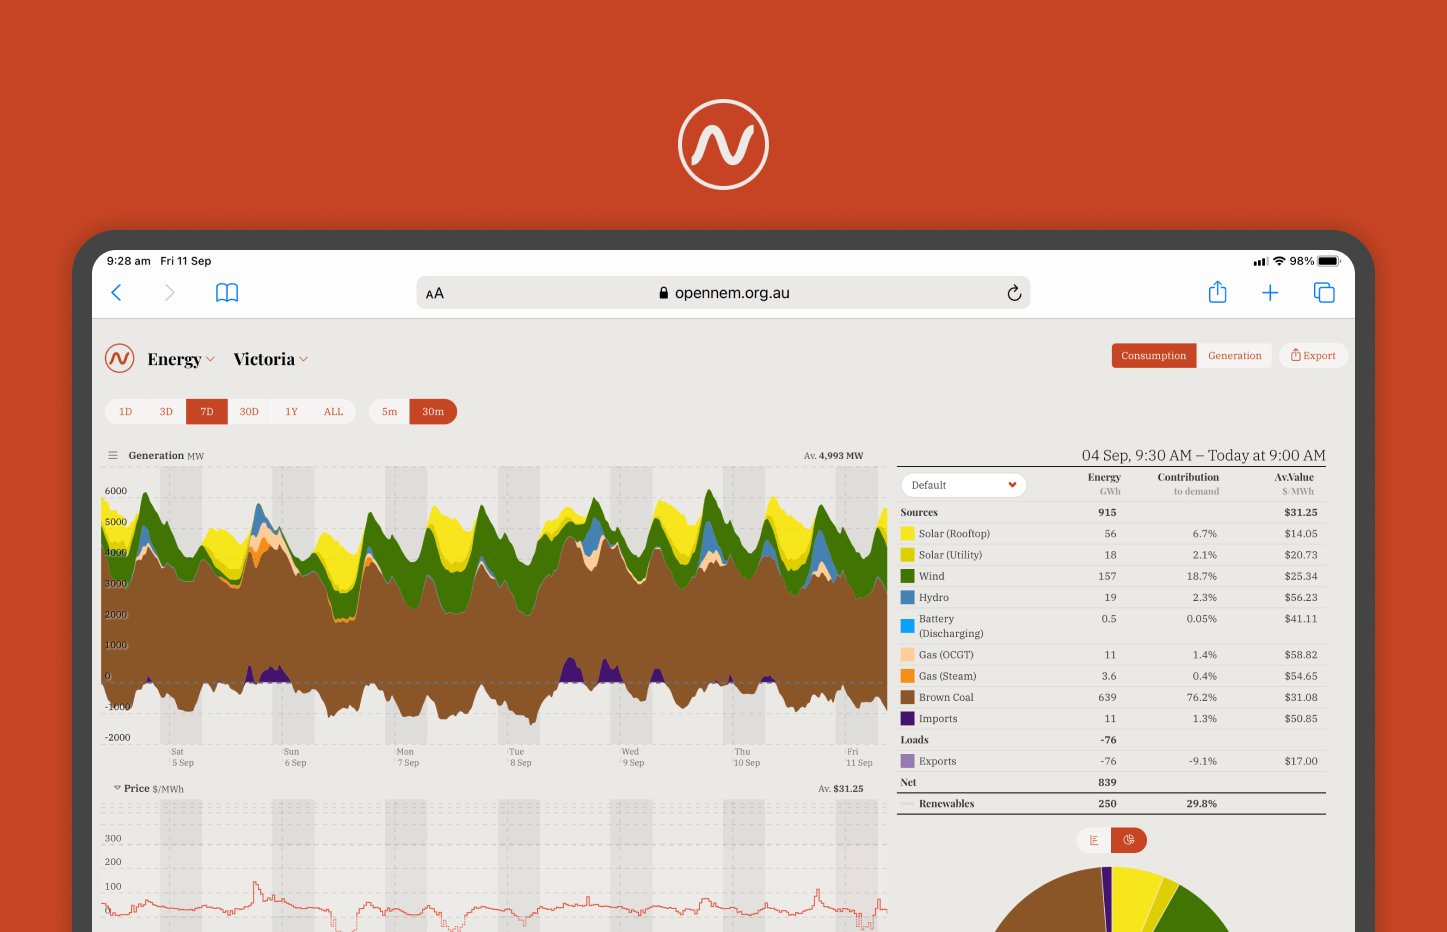 9:28 am Fri 11 Sep
98%
AA
opennem.org.au
Energy
Victoria
Consumption
Generation
Export
1D 3D 7D 30D 1Y ALL
5m 30m
Generation MW
Av. 4,993 MW
6000
5000
4000
3000
2000
1000
0
-1000
-2000
Sat
5 Sep
Sun
6 Sep
Mon
7 Sep
Tue
8 Sep
Wed
9 Sep
Thu
10 Sep
Fri
11 Sep
Price $/MWh
Av. $31.25
300
200
100
0
04 Sep, 9:30 AM – Today at 9:00 AM
Default
Energy Contribution Av.Value
GWh to demand $/MWh
Sources 915 $31.25
Solar (Rooftop) 56 6.7% $14.05
Solar (Utility) 18 2.1% $20.73
Wind 157 18.7% $25.34
Hydro 19 2.3% $56.23
Battery 0.5 0.05% $41.11
(Discharging)
Gas (OCGT) 11 1.4% $58.82
Gas (Steam) 3.6 0.4% $54.65
Brown Coal 639 76.2% $31.08
Imports 11 1.3% $50.85
Loads -76
Exports -76 -9.1% $17.00
Net 839
Renewables 250 29.8%